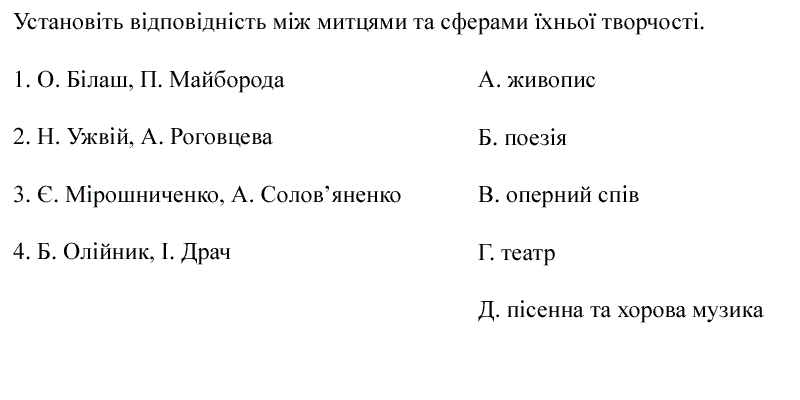 Установіть відповідність між митцями та сферами їхньої творчості.
1. О. Білаш, П. Майборода
А. живопис
2. Н. Ужвій, А. Роговцева
Б. поезія
3. Є. Мірошниченко, А. Солов’яненко
В. оперний спів
4. Б. Олійник, І. Драч
Г. театр
Д. пісенна та хорова музика